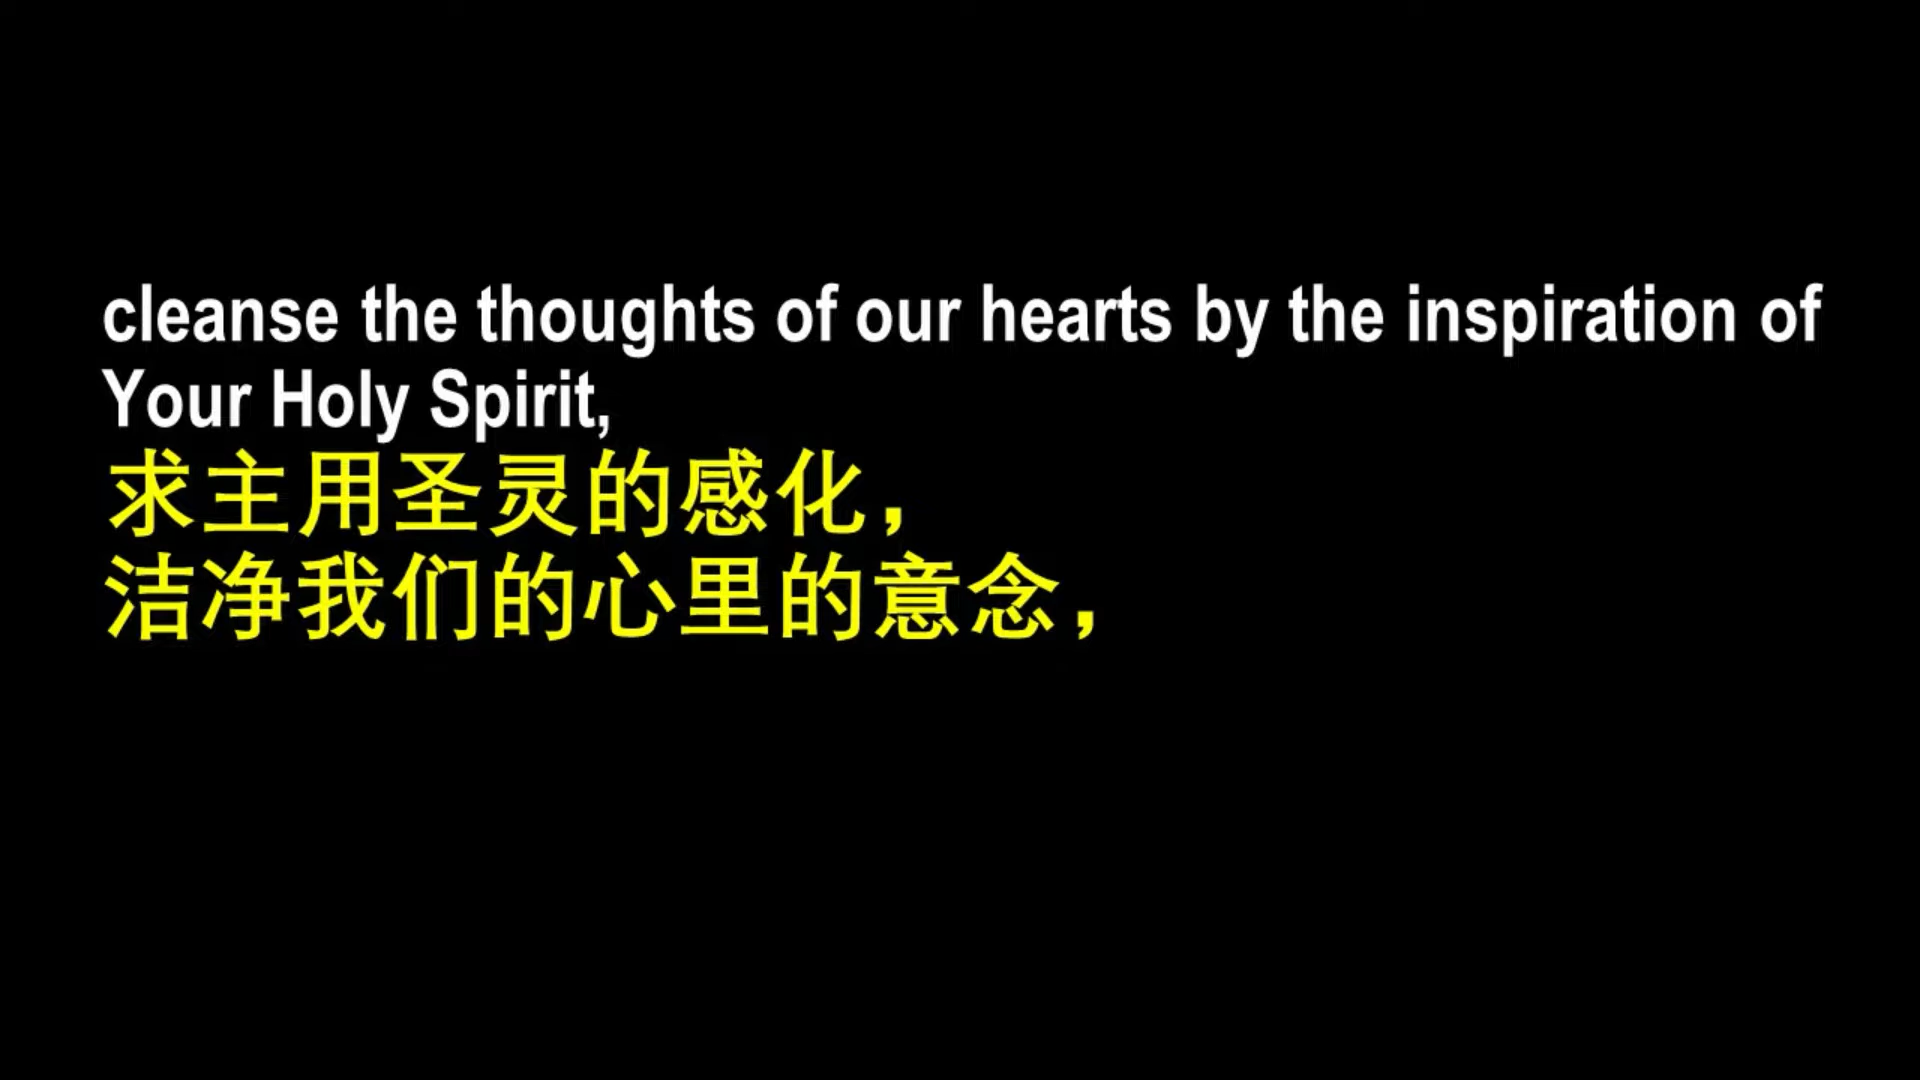 cleanse the thoughts of our hearts by the inspiration of
Your Holy Spirit,
求主用圣灵的感化，
洁净我们的心里的意念，